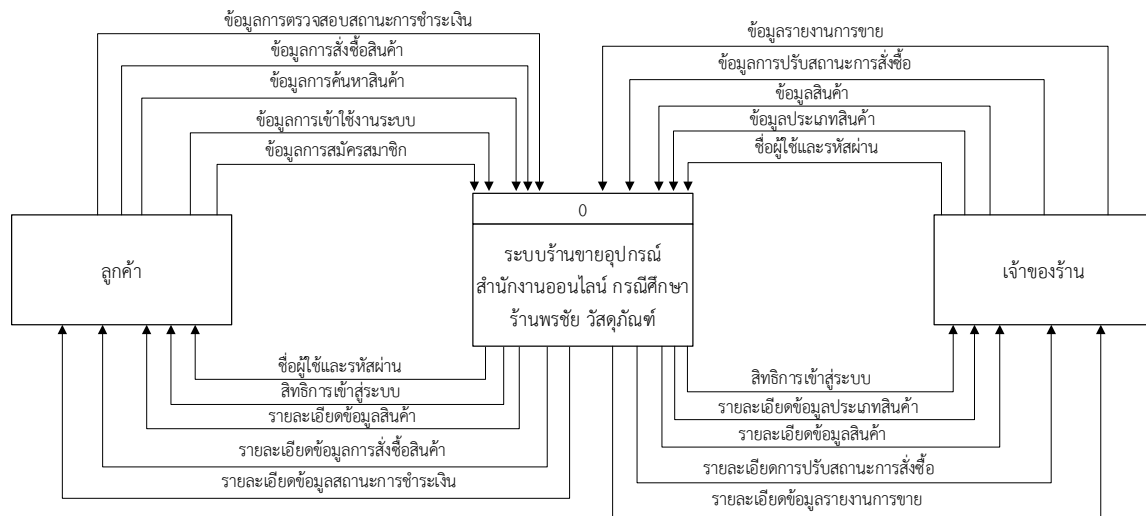 ข้อมูลการตรวจสอบสถานะการชำระเงิน
ข้อมูลการสั่งซื้อสินค้า
ข้อมูลการค้นหาสินค้า
ข้อมูลการเข้าใช้งานระบบ
ข้อมูลการสมัครสมาชิก
ข้อมูลรายงานการขาย
ข้อมูลการปรับสถานะการสั่งซื้อ
ข้อมูลสินค้า
ข้อมูลประเภทสินค้า
ชื่อผู้ใช้และรหัสผ่าน
ลูกค้า
0
ระบบร้านขายอุปกรณ์
สำนักงานออนไลน์ กรณีศึกษา
ร้านพรชัย วัสดุภัณฑ์
เจ้าของร้าน
ชื่อผู้ใช้และรหัสผ่าน
สิทธิการเข้าสู่ระบบ
รายละเอียดข้อมูลสินค้า
รายละเอียดข้อมูลการสั่งซื้อสินค้า
รายละเอียดข้อมูลสถานะการชำระเงิน
สิทธิการเข้าสู่ระบบ
รายละเอียดข้อมูลประเภทสินค้า
รายละเอียดข้อมูลสินค้า
รายละเอียดการปรับสถานะการสั่งซื้อ
รายละเอียดข้อมูลรายงานการขาย